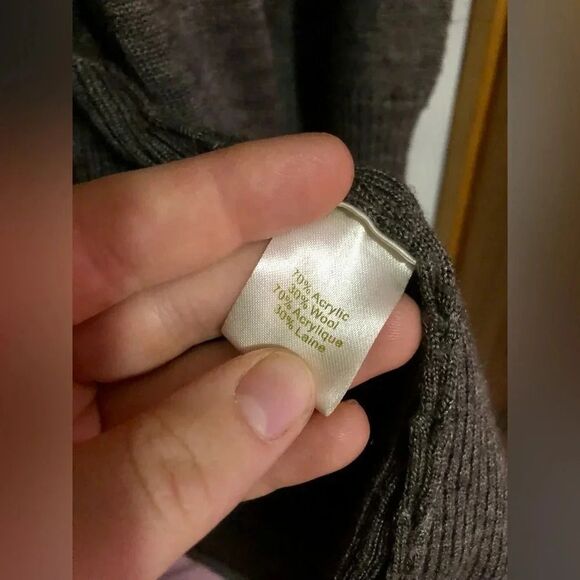 70% Acrylic
30% Wool
70% Acrylique
30% Laine